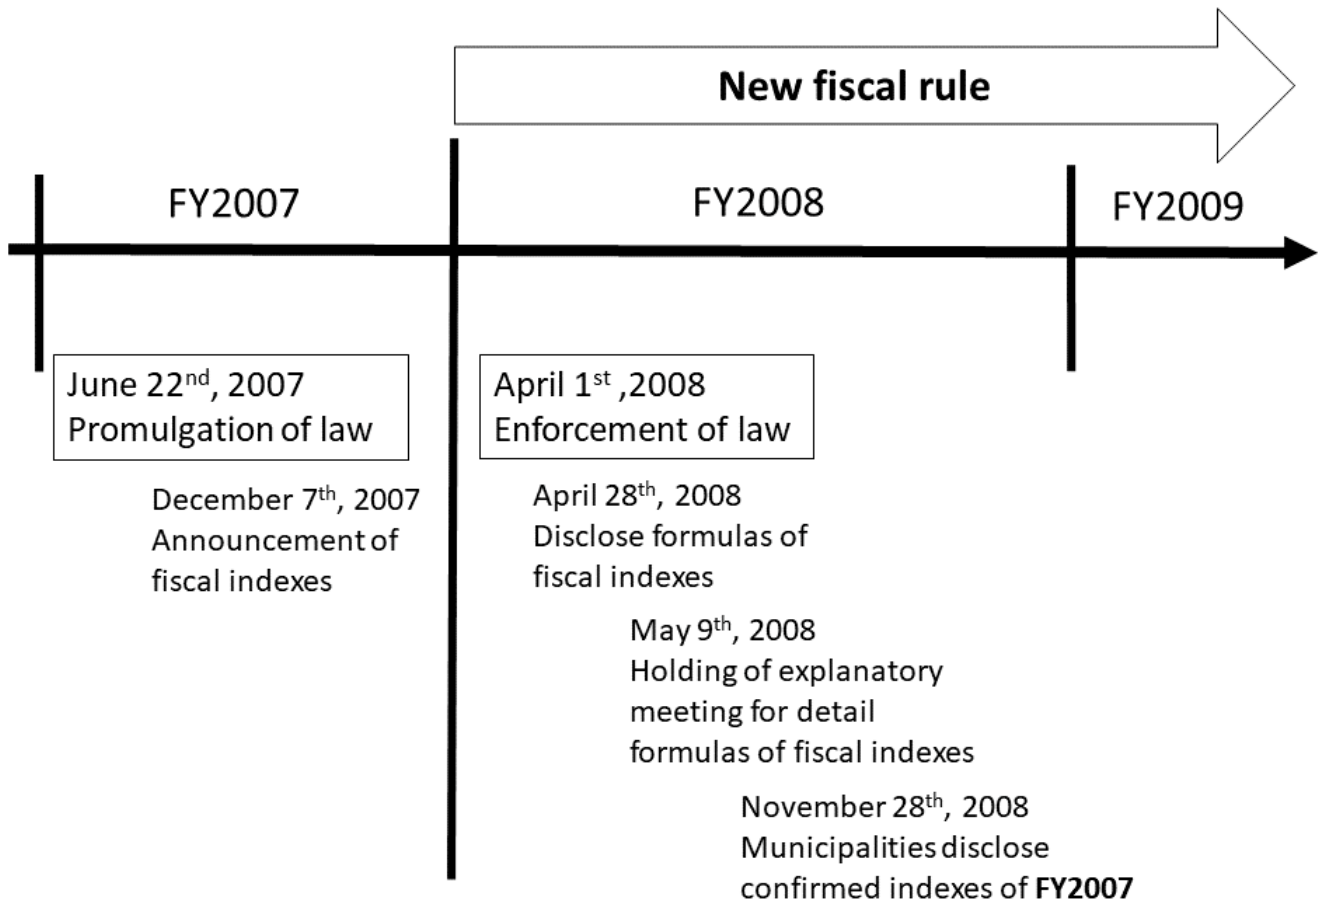 New fiscal rule
FY2007
FY2008
FY2009
June 22nd, 2007
Promulgation of law
December 7th, 2007
Announcement of
fiscal indexes
April 1st ,2008
Enforcement of law
April 28th, 2008
Disclose formulas of
fiscal indexes
May 9th, 2008
Holding of explanatory
meeting for detail
formulas of fiscal indexes
November 28th, 2008
Municipalities disclose
confirmed indexes of FY2007